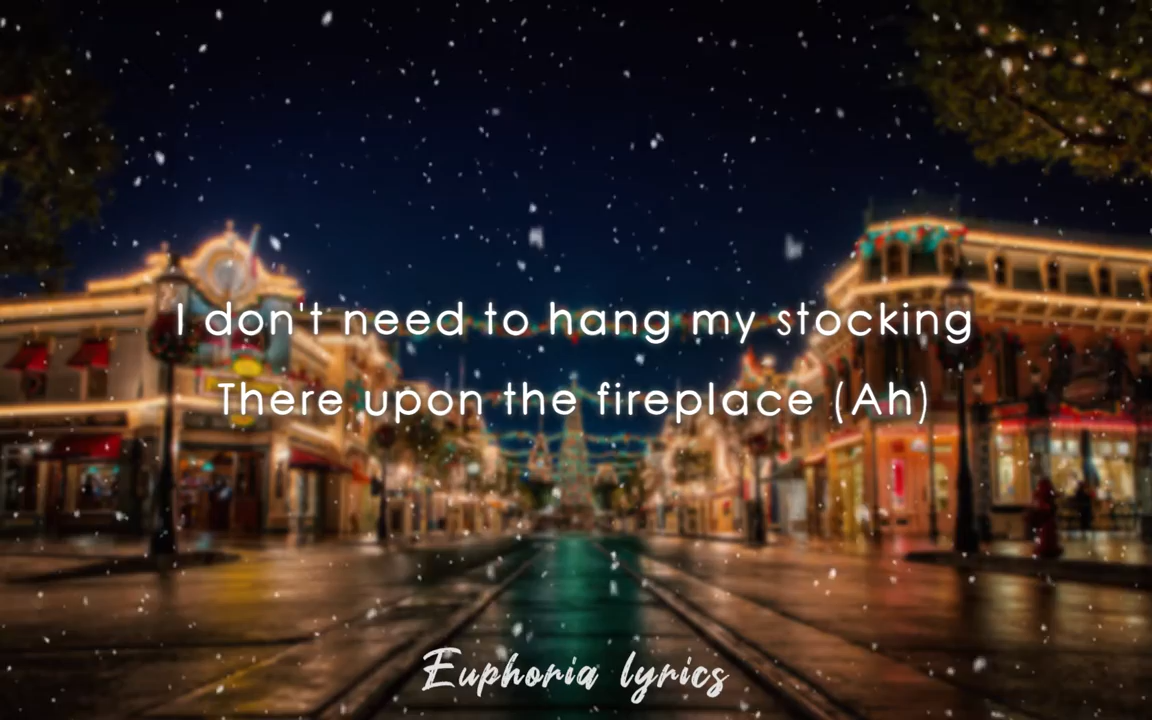 I don't need to hang my stocking
There upon the fireplace (Ah)
Euphoria lyrics